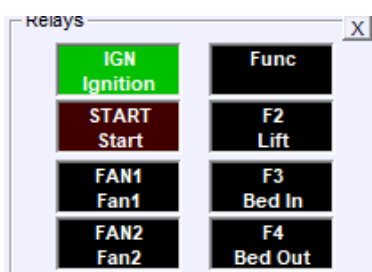 Relays
X
IGN
Ignition
Func
START
Start
F2
Lift
FAN1
Fan1
F3
Bed In
FAN2
Fan2
F4
Bed Out